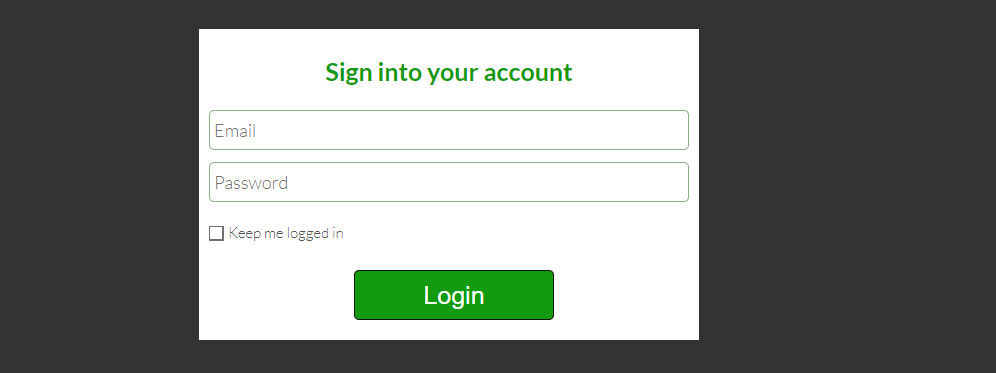 Sign into your account
Email
Password
Keep me logged in
Login